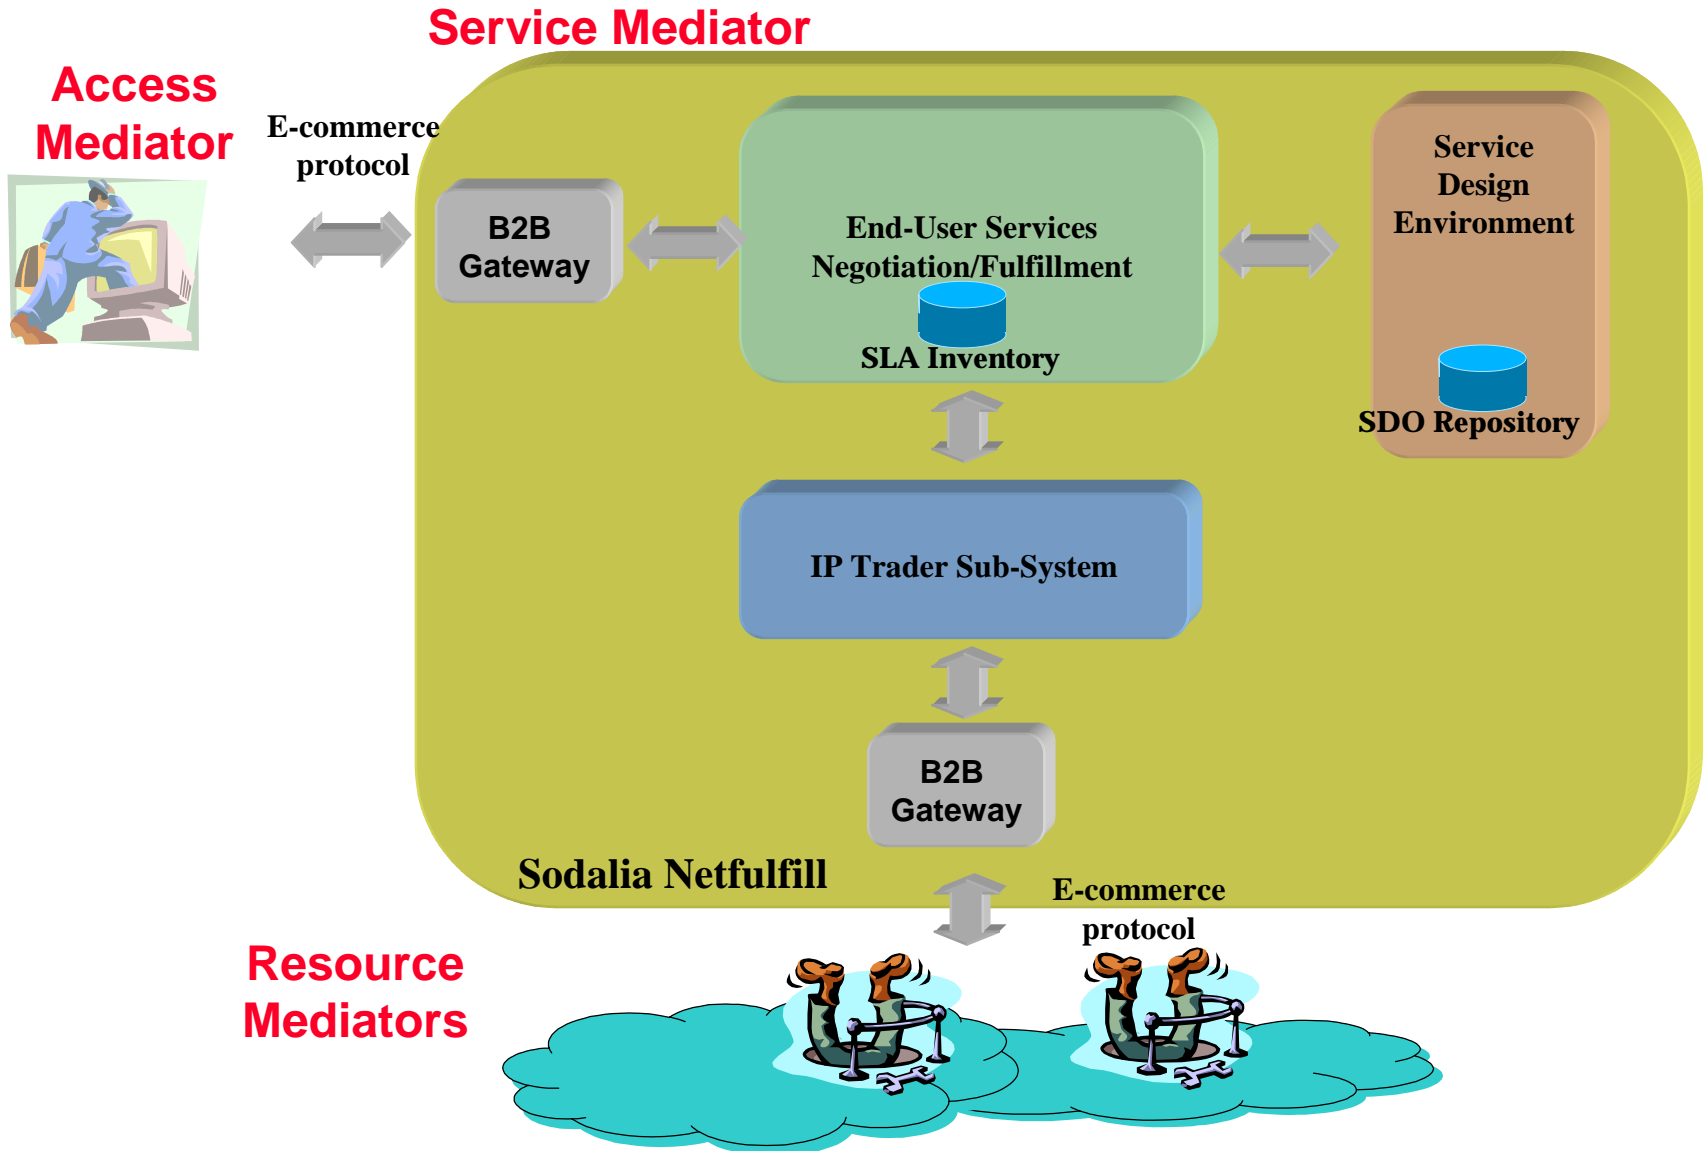 Service Mediator
Access
Mediator
E-commerce
protocol
B2B
Gateway
End-User Services
Negotiation/Fulfillment
SLA Inventory
Service
Design
Environment
SDO Repository
IP Trader Sub-System
B2B
Gateway
Sodalia Netfulfill
E-commerce
protocol
Resource
Mediators